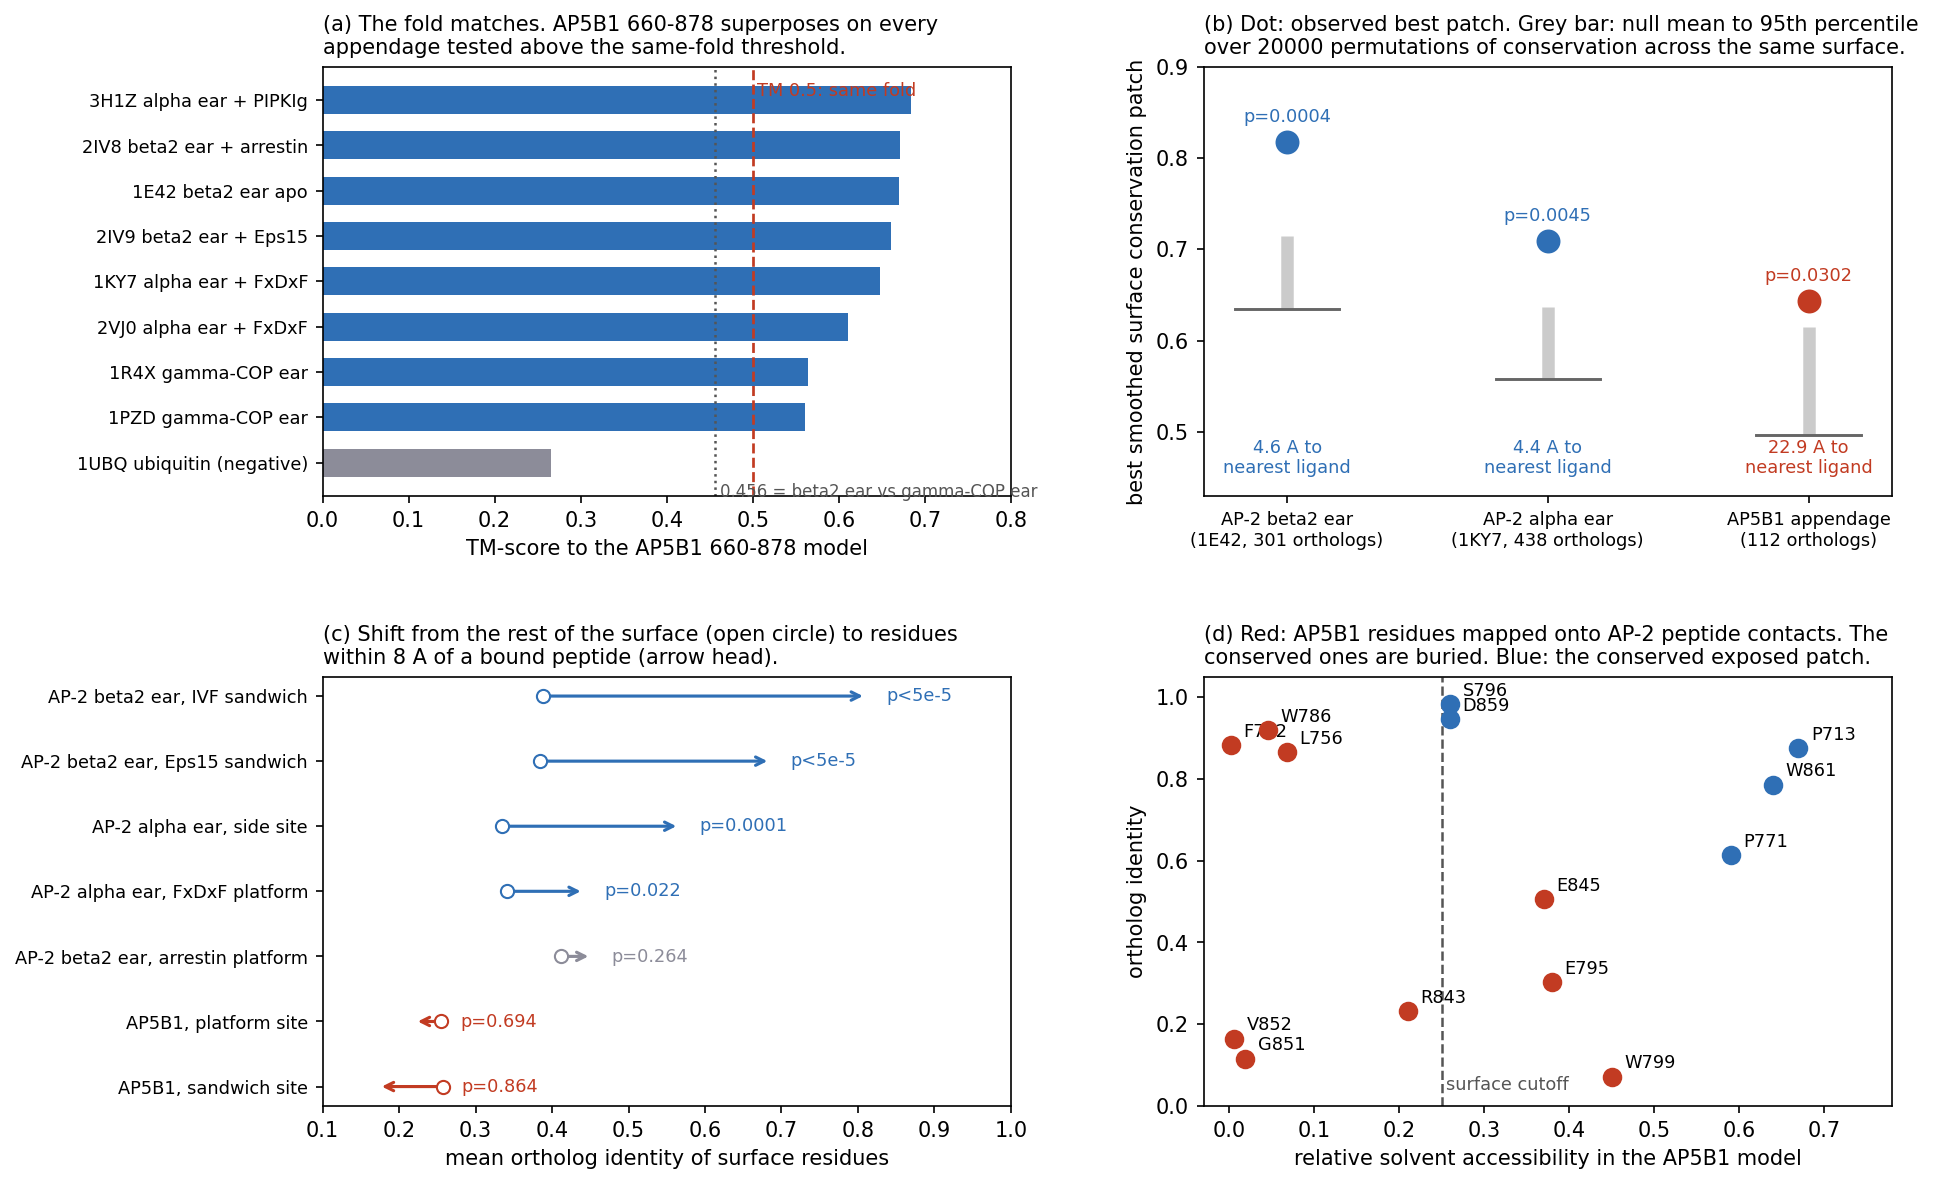 (a) The fold matches. AP5B1 660-878 superposes on every
appendage tested above the same-fold threshold.
TM 0.5: same fold
3H1Z alpha ear + PIPKIg
2IV8 beta2 ear + arrestin
1E42 beta2 ear apo
2IV9 beta2 ear + Eps15
1KY7 alpha ear + FxDxF
2VJ0 alpha ear + FxDxF
1R4X gamma-COP ear
1PZD gamma-COP ear
1UBQ ubiquitin (negative)
0.456 = beta2 ear vs gamma-COP ear
0.0 0.1 0.2 0.3 0.4 0.5 0.6 0.7 0.8
TM-score to the AP5B1 660-878 model
(b) Dot: observed best patch. Grey bar: null mean to 95th percentile
over 20000 permutations of conservation across the same surface.
best smoothed surface conservation patch
0.9
0.8
0.7
0.6
0.5
p=0.0004
p=0.0045
p=0.0302
4.6 A to
nearest ligand
4.4 A to
nearest ligand
22.9 A to
nearest ligand
AP-2 beta2 ear
(1E42, 301 orthologs)
AP-2 alpha ear
(1KY7, 438 orthologs)
AP5B1 appendage
(112 orthologs)
(c) Shift from the rest of the surface (open circle) to residues
within 8 A of a bound peptide (arrow head).
AP-2 beta2 ear, IVF sandwich
p<5e-5
AP-2 beta2 ear, Eps15 sandwich
p<5e-5
AP-2 alpha ear, side site
p=0.0001
AP-2 alpha ear, FxDxF platform
p=0.022
AP-2 beta2 ear, arrestin platform
p=0.264
AP5B1, platform site
p=0.694
AP5B1, sandwich site
p=0.864
0.1 0.2 0.3 0.4 0.5 0.6 0.7 0.8 0.9 1.0
mean ortholog identity of surface residues
(d) Red: AP5B1 residues mapped onto AP-2 peptide contacts. The
conserved ones are buried. Blue: the conserved exposed patch.
ortholog identity
1.0
0.8
0.6
0.4
0.2
0.0
S796
D859
W786
L756
P713
W861
P771
E845
E795
R843
V852
G851
W799
surface cutoff
0.0 0.1 0.2 0.3 0.4 0.5 0.6 0.7
relative solvent accessibility in the AP5B1 model